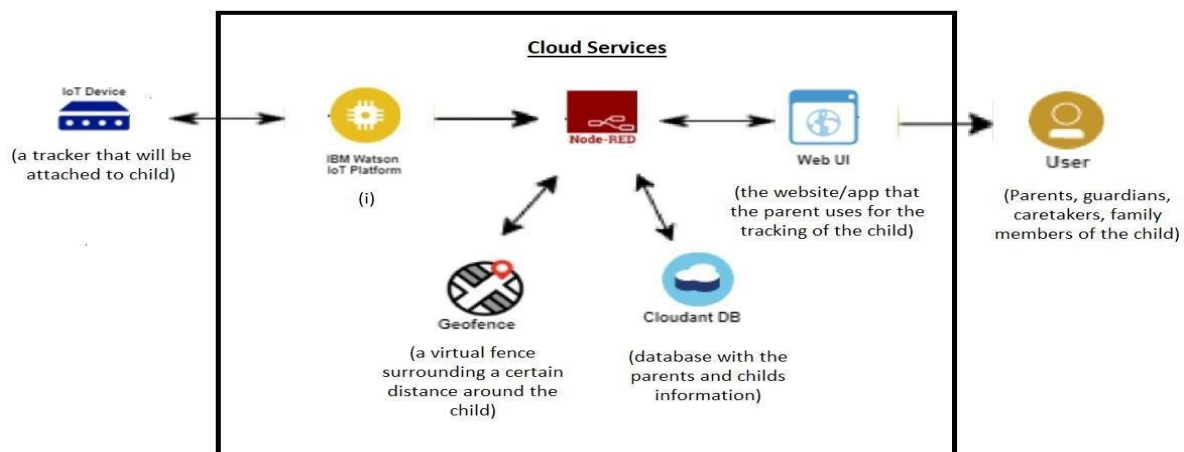 Cloud Services
IoT Device
(a tracker that will be
attached to child)
IBM Watson
IoT Platform
(i)
Node-RED
Web UI
(the website/app that
the parent uses for the
tracking of the child)
User
(Parents, guardians,
caretakers, family
members of the child)
Geofence
(a virtual fence
surrounding a certain
distance around the
child)
Cloudant DB
(database with the
parents and childs
information)